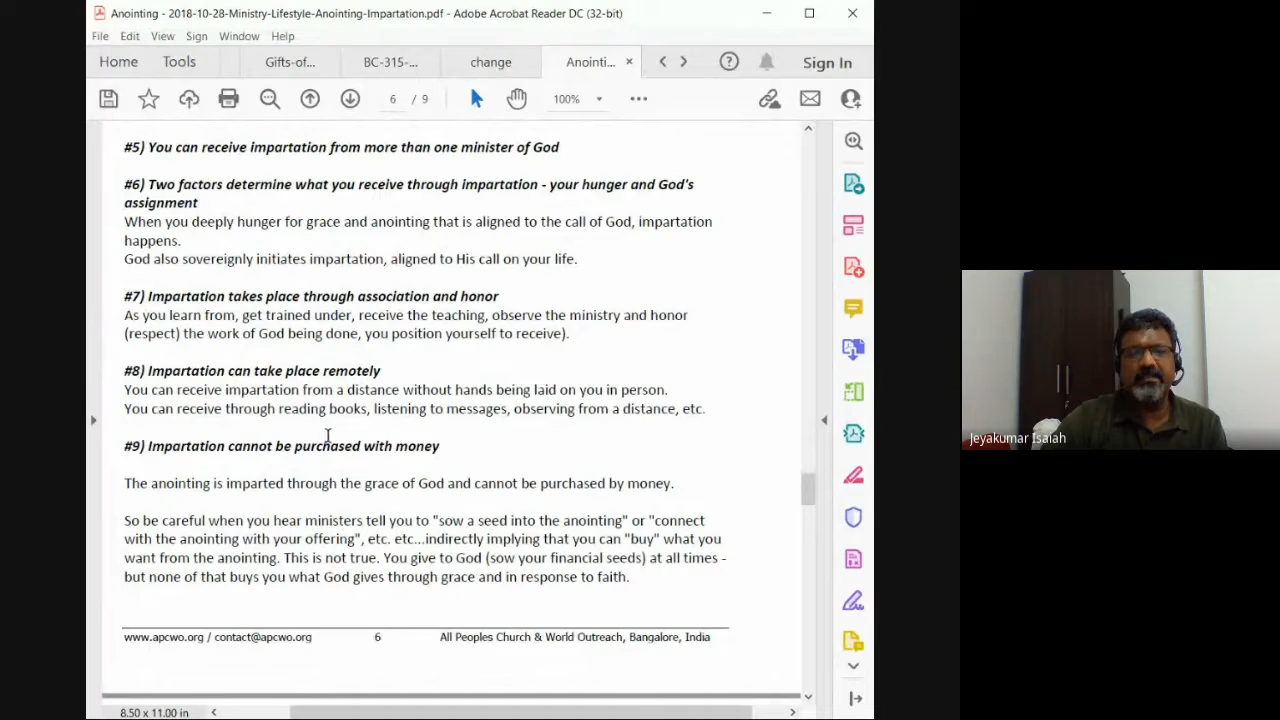 Anointing - 2018-10-28-Ministry-Lifestyle-Anointing-Impartation.pdf - Adobe Acrobat Reader DC (32-bit)
File Edit View Sign Window Help
Home Tools Gifts-of... BC-315-... change Anointi... × Sign In
6 / 9 100%
#5) You can receive impartation from more than one minister of God
#6) Two factors determine what you receive through impartation - your hunger and God's
assignment
When you deeply hunger for grace and anointing that is aligned to the call of God, impartation
happens.
God also sovereignly initiates impartation, aligned to His call on your life.
#7) Impartation takes place through association and honor
As you learn from, get trained under, receive the teaching, observe the ministry and honor
(respect) the work of God being done, you position yourself to receive).
#8) Impartation can take place remotely
You can receive impartation from a distance without hands being laid on you in person.
You can receive through reading books, listening to messages, observing from a distance, etc.
#9) Impartation cannot be purchased with money
The anointing is imparted through the grace of God and cannot be purchased by money.
So be careful when you hear ministers tell you to "sow a seed into the anointing" or "connect
with the anointing with your offering", etc. etc...indirectly implying that you can "buy" what you
want from the anointing. This is not true. You give to God (sow your financial seeds) at all times -
but none of that buys you what God gives through grace and in response to faith.
www.apcwo.org / contact@apcwo.org 6 All Peoples Church & World Outreach, Bangalore, India
8.50 x 11.00 in
Jeyakumar Isaiah